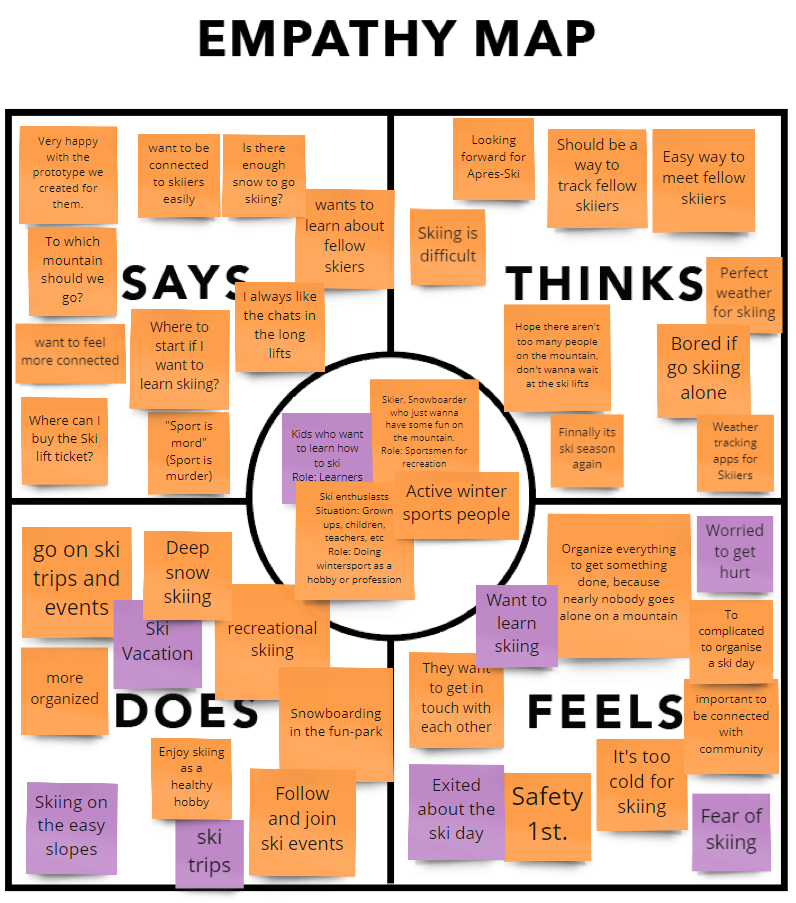 EMPATHY MAP
Very happy
with the
prototype we
created for
them.
want to be
connected
to skiiers
easily
Is there
enough
snow to go
skiing?
wants to
learn about
fellow
skiers
To which
mountain
should we
go?
SAYS
I always like
the chats in
the long
lifts
want to feel
more connected
Where to
start if I
want to
learn skiing?
Where can I
buy the Ski
lift ticket?
"Sport is
mord"
(Sport is
murder)
Looking
forward for
Apres-Ski
Should be a
way to
track fellow
skiiers
Easy way to
meet fellow
skiiers
Skiing is
difficult
THINKS
Perfect
weather
for skiing
Hope there aren't
too many people
on the mountain,
don't wanna wait
at the ski lifts
Bored if
go skiing
alone
Finnally its
ski season
again
Weather
tracking
apps for
Skiiers
Skier, Snowboarder
who just wanna
have some fun on
the mountain.
Role: Sportsmen for
recreation
Kids who want
to learn how
to ski
Role: Learners
Ski enthusiasts
Situation: Grown
ups, children,
teachers, etc
Role: Doing
wintersport as a
hobby or profession
Active winter
sports people
go on ski
trips and
events
Deep
snow
skiing
Ski
Vacation
recreational
skiing
more
organized
DOES
Snowboarding
in the fun-park
Enjoy skiing
as a
healthy
hobby
Skiing on
the easy
slopes
ski
trips
Follow
and join
ski events
Organize everything
to get something
done, because
nearly nobody goes
alone on a mountain
Worried
to get
hurt
Want to
learn
skiing
To
complicated
to organise
a ski day
They want
to get in
touch with
each other
FEELS
important to
be connected
with
community
It's too
cold for
skiing
Exited
about the
ski day
Safety
1st.
Fear of
skiing